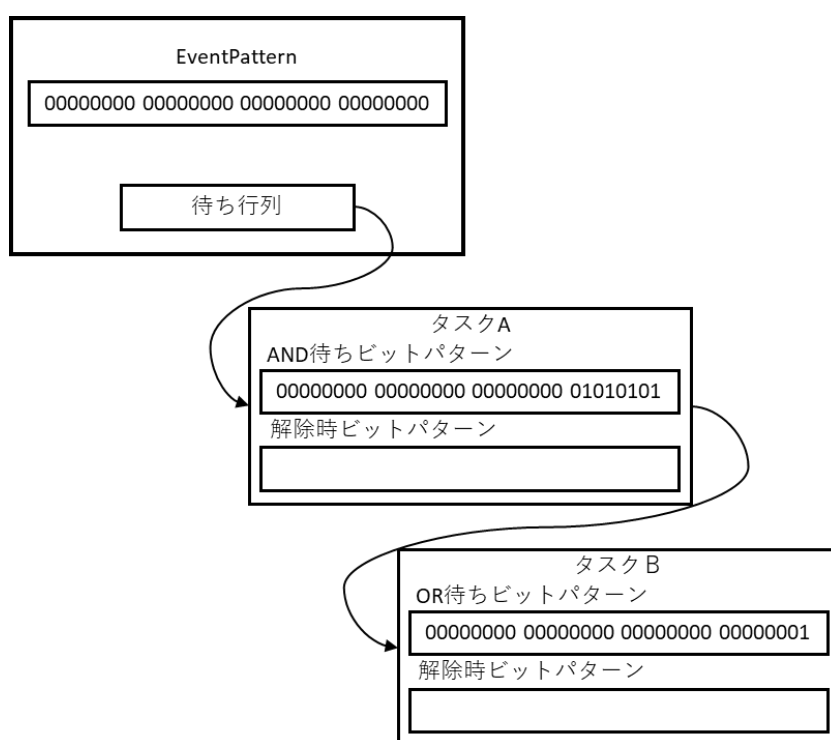 EventPattern
00000000 00000000 00000000 00000000
待ち行列
タスクA
AND待ちビットパターン
00000000 00000000 00000000 01010101
解除時ビットパターン
タスクB
OR待ちビットパターン
00000000 00000000 00000000 00000001
解除時ビットパターン